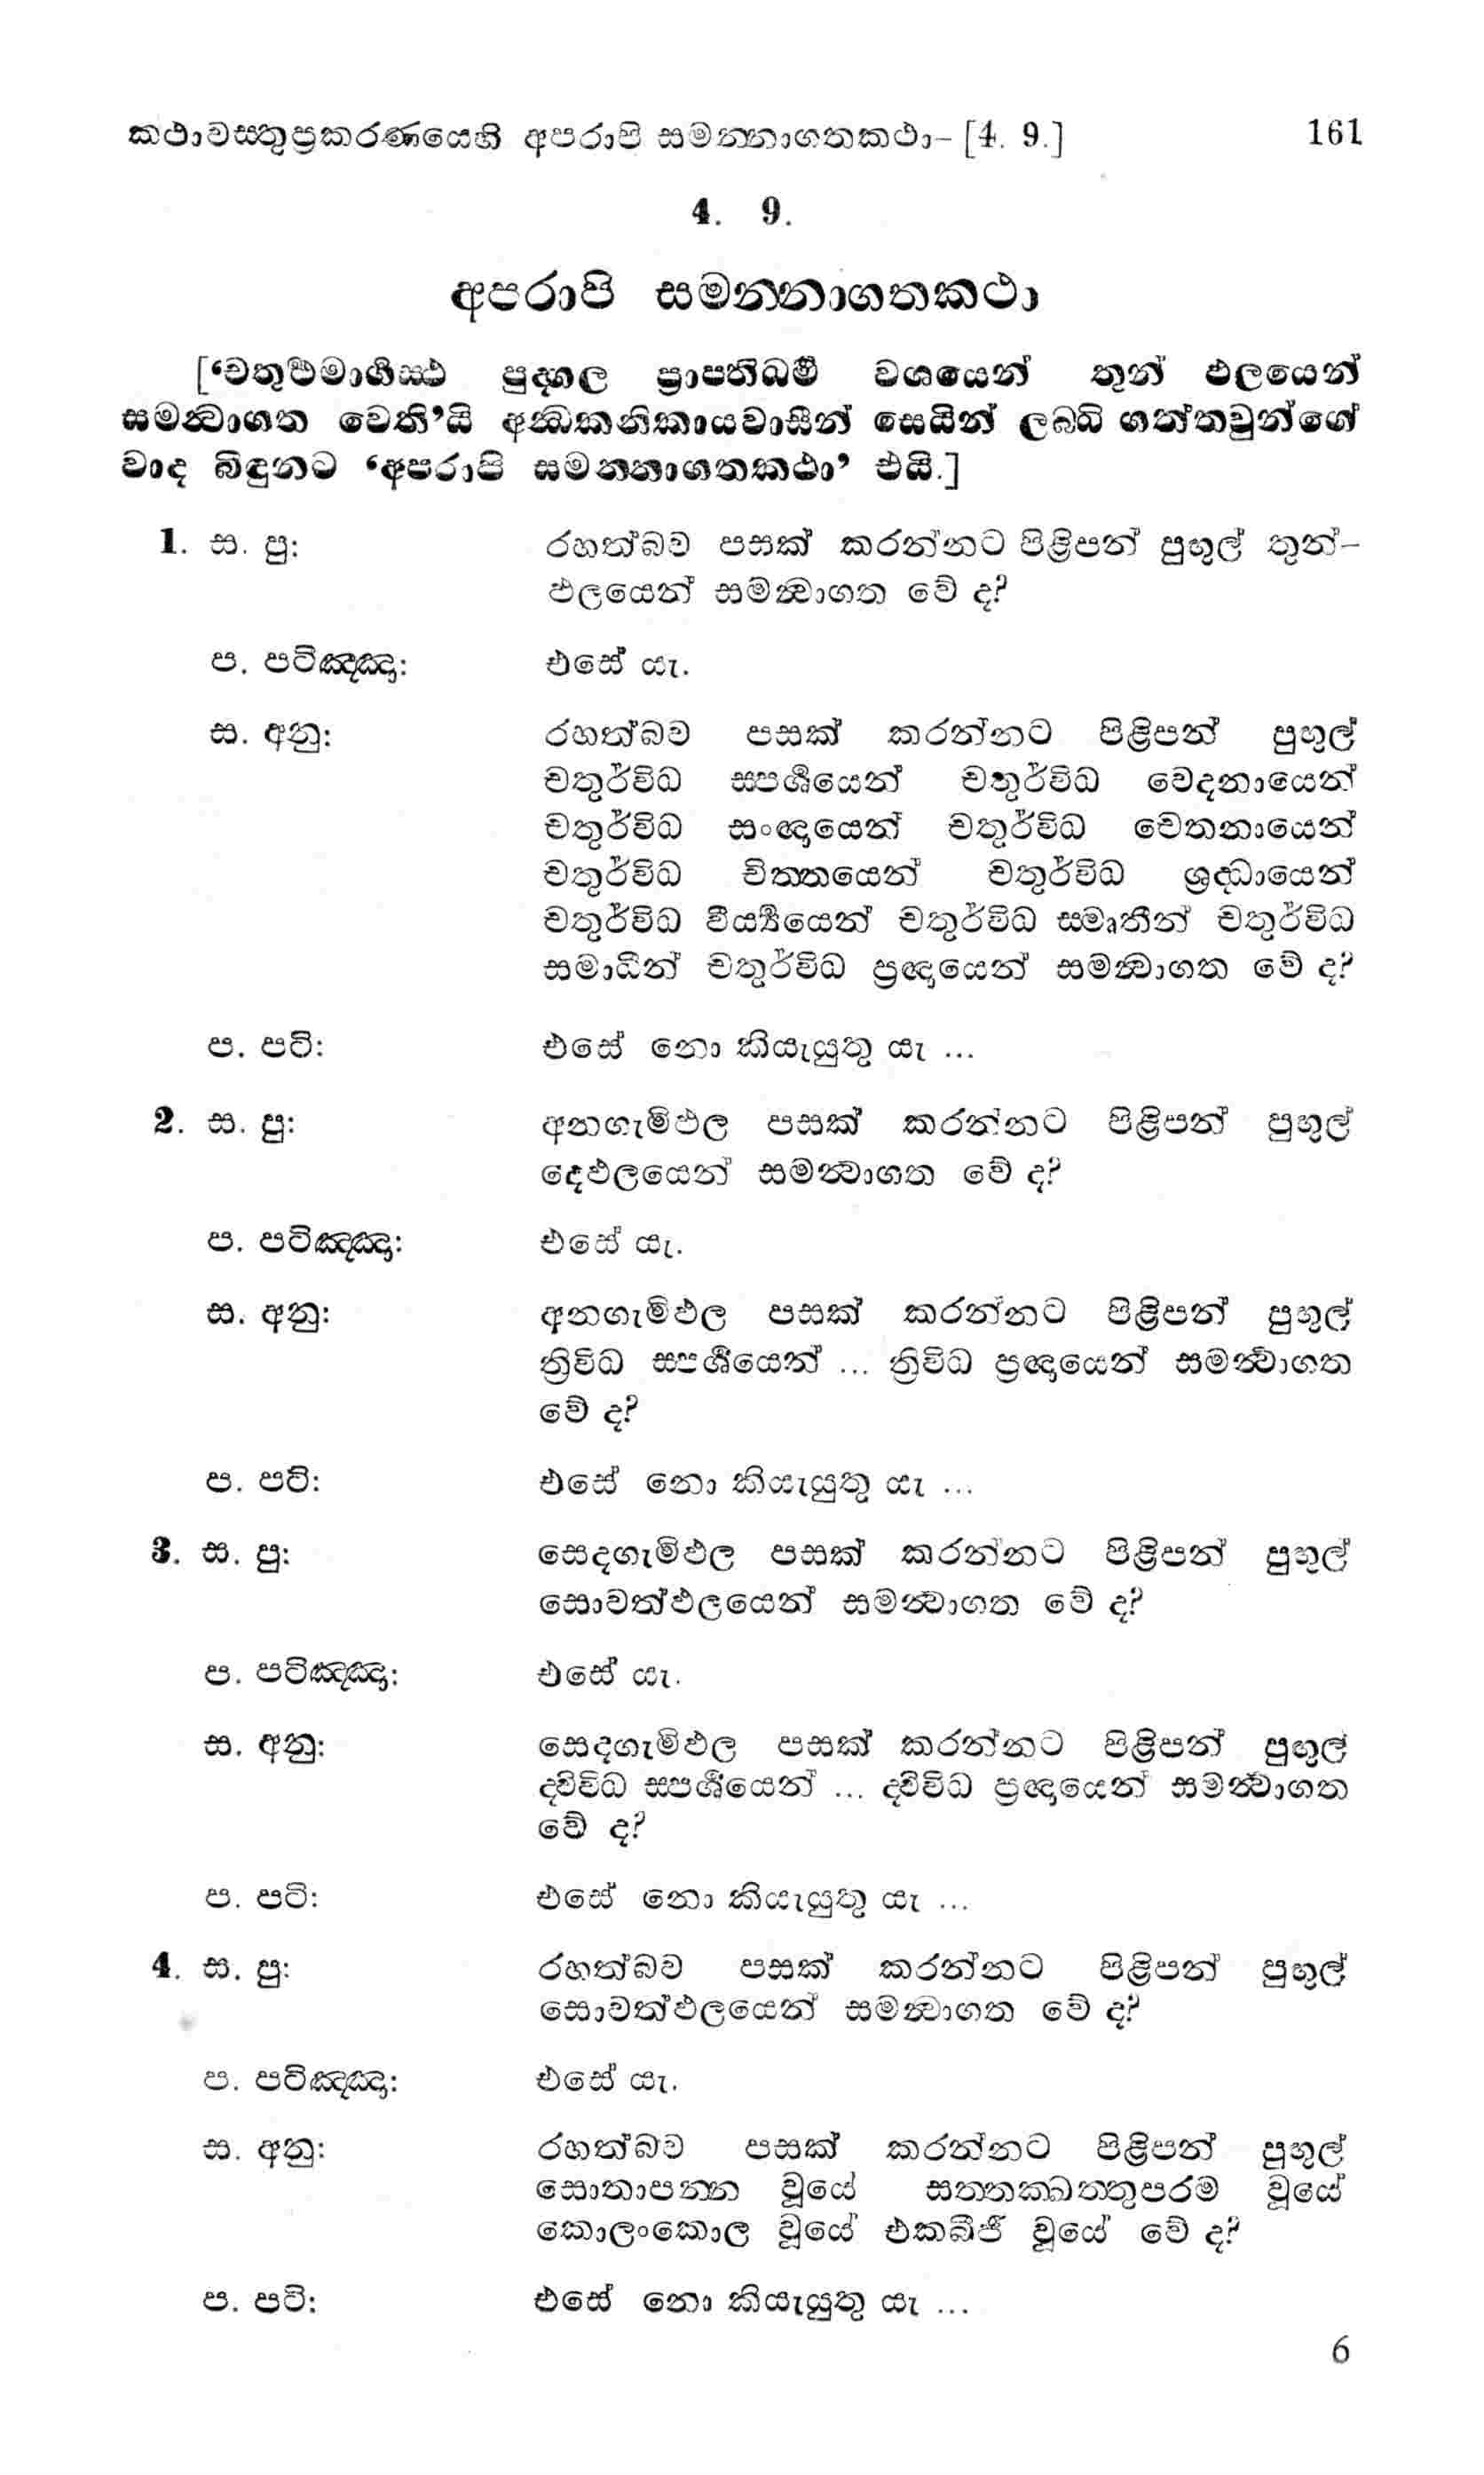 කථාවස්තුප්‍රකරණයෙහි අපරාපි සමන්නාගතකථා– [4. 9.] 161
4. 9.
අපරාපි සමන්නාගතකථා
[‘චතුර්ථමාර්ගස්ථ පුද්ගල ප්‍රාප්තිධර්ම වශයෙන් තුන් ඵලයෙන්
සමන්වාගත වෙති’යි අන්ධකනිකායවාසීන් සෙයින් ලබ්ධි ගත්තවුන්ගේ
වාද බිඳුනට ‘අපරාපි සමන්නාගතකථා’ එයි.]
1. ස. පු: රහත්බව පසක් කරන්නට පිළිපන් පුඟුල් තුන්–
ඵලයෙන් සමන්වාගත වේ ද?
ප. පටිඤ්ඤා: එසේ යැ.
ස. අනු: රහත්බව පසක් කරන්නට පිළිපන් පුඟුල්
චතුර්විධ ස්පර්ශයෙන් චතුර්විධ වෙදනායෙන්
චතුර්විධ සංඥායෙන් චතුර්විධ චෙතනායෙන්
චතුර්විධ චිත්තයෙන් චතුර්විධ ශ්‍රද්ධායෙන්
චතුර්විධ වීර්‍ය්‍යයෙන් චතුර්විධ ස්මෘතීන් චතුර්විධ
සමාධීන් චතුර්විධ ප්‍රඥායෙන් සමන්වාගත වේ ද?
ප. පටි: එසේ නො කියැයුතු යැ ...
2. ස. පු: අනගැමිඵල පසක් කරන්නට පිළිපන් පුඟුල්
දෙඵලයෙන් සමන්වාගත වේ ද?
ප. පටිඤ්ඤා: එසේ යැ.
ස. අනු: අනගැමිඵල පසක් කරන්නට පිළිපන් පුඟුල්
ත්‍රිවිධ ස්පර්ශයෙන් ... ත්‍රිවිධ ප්‍රඥායෙන් සමන්වාගත
වේ ද?
ප. පටි: එසේ නො කියැයුතු යැ ...
3. ස. පු: සෙදගැමිඵල පසක් කරන්නට පිළිපන් පුඟුල්
සොවන්ඵලයෙන් සමන්වාගත වේ ද?
ප. පටිඤ්ඤා: එසේ යැ.
ස. අනු: සෙදගැමිඵල පසක් කරන්නට පිළිපන් පුඟුල්
ද්විවිධ ස්පර්ශයෙන් ... ද්විවිධ ප්‍රඥායෙන් සමන්වාගත
වේ ද?
ප. පටි: එසේ නො කියැයුතු යැ ...
4. ස. පු: රහත්බව පසක් කරන්නට පිළිපන් පුඟුල්
සොවන්ඵලයෙන් සමන්වාගත වේ ද?
ප. පටිඤ්ඤා: එසේ යැ.
ස. අනු: රහත්බව පසක් කරන්නට පිළිපන් පුඟුල්
සොතාපන්න වූයේ සත්තක්ඛත්තුපරම වූයේ
කොලංකොල වූයේ එකබීජී වූයේ වේ ද?
ප. පටි: එසේ නො කියැයුතු යැ ...
6